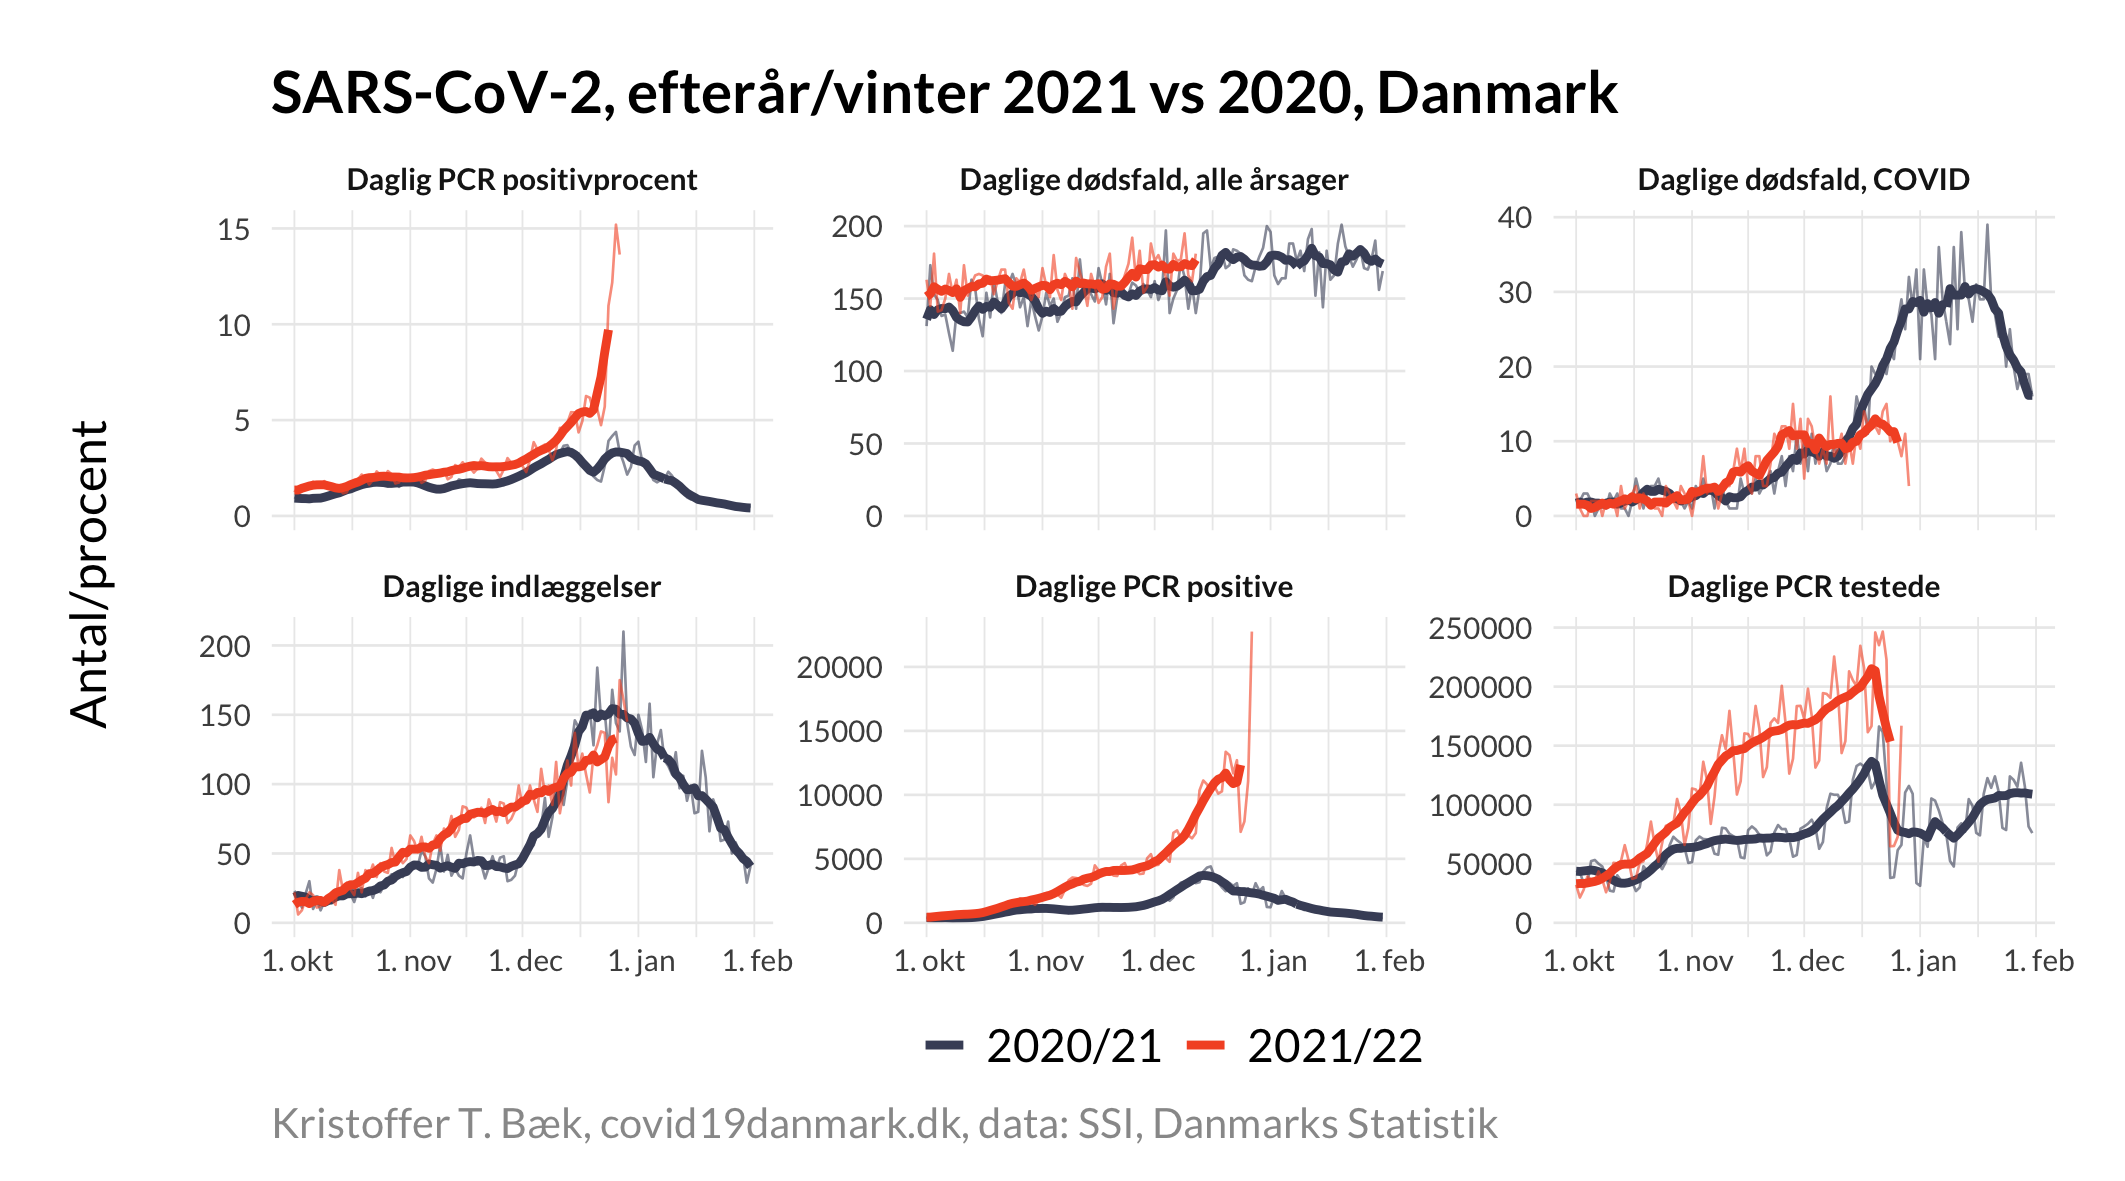 SARS-CoV-2, efterår/vinter 2021 vs 2020, Danmark
Daglig PCR positivprocent
Daglige dødsfald, alle årsager
Daglige dødsfald, COVID
15
10
5
0
200
150
100
50
0
40
30
20
10
0
Antal/procent
Daglige indlæggelser
Daglige PCR positive
Daglige PCR testede
200
150
100
50
0
20000
15000
10000
5000
0
250000
200000
150000
100000
50000
0
1. okt 1. nov 1. dec 1. jan 1. feb
1. okt 1. nov 1. dec 1. jan 1. feb
1. okt 1. nov 1. dec 1. jan 1. feb
2020/21 2021/22
Kristoffer T. Bæk, covid19danmark.dk, data: SSI, Danmarks Statistik